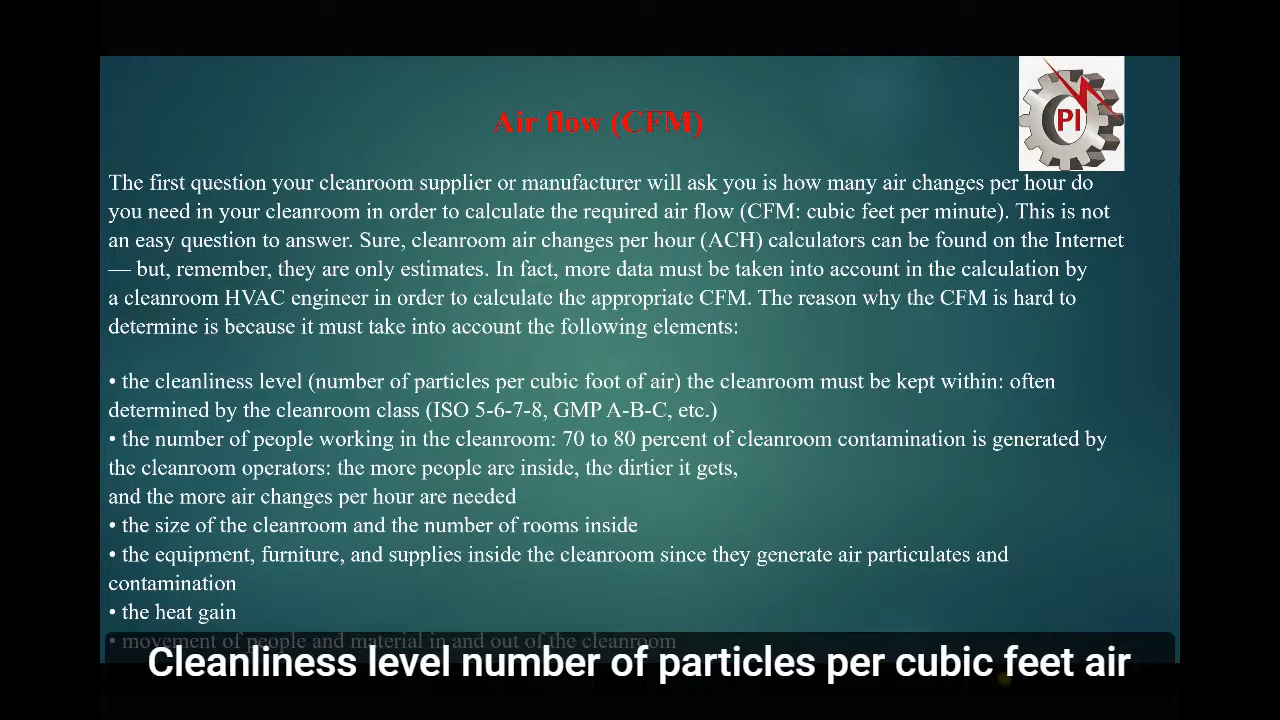 Air flow (CFM)
PI
The first question your cleanroom supplier or manufacturer will ask you is how many air changes per hour do
you need in your cleanroom in order to calculate the required air flow (CFM: cubic feet per minute). This is not
an easy question to answer. Sure, cleanroom air changes per hour (ACH) calculators can be found on the Internet
— but, remember, they are only estimates. In fact, more data must be taken into account in the calculation by
a cleanroom HVAC engineer in order to calculate the appropriate CFM. The reason why the CFM is hard to
determine is because it must take into account the following elements:
• the cleanliness level (number of particles per cubic foot of air) the cleanroom must be kept within: often
determined by the cleanroom class (ISO 5-6-7-8, GMP A-B-C, etc.)
• the number of people working in the cleanroom: 70 to 80 percent of cleanroom contamination is generated by
the cleanroom operators: the more people are inside, the dirtier it gets,
and the more air changes per hour are needed
• the size of the cleanroom and the number of rooms inside
• the equipment, furniture, and supplies inside the cleanroom since they generate air particulates and
contamination
• the heat gain
• movement of people and material in and out of the cleanroom
Cleanliness level number of particles per cubic feet air